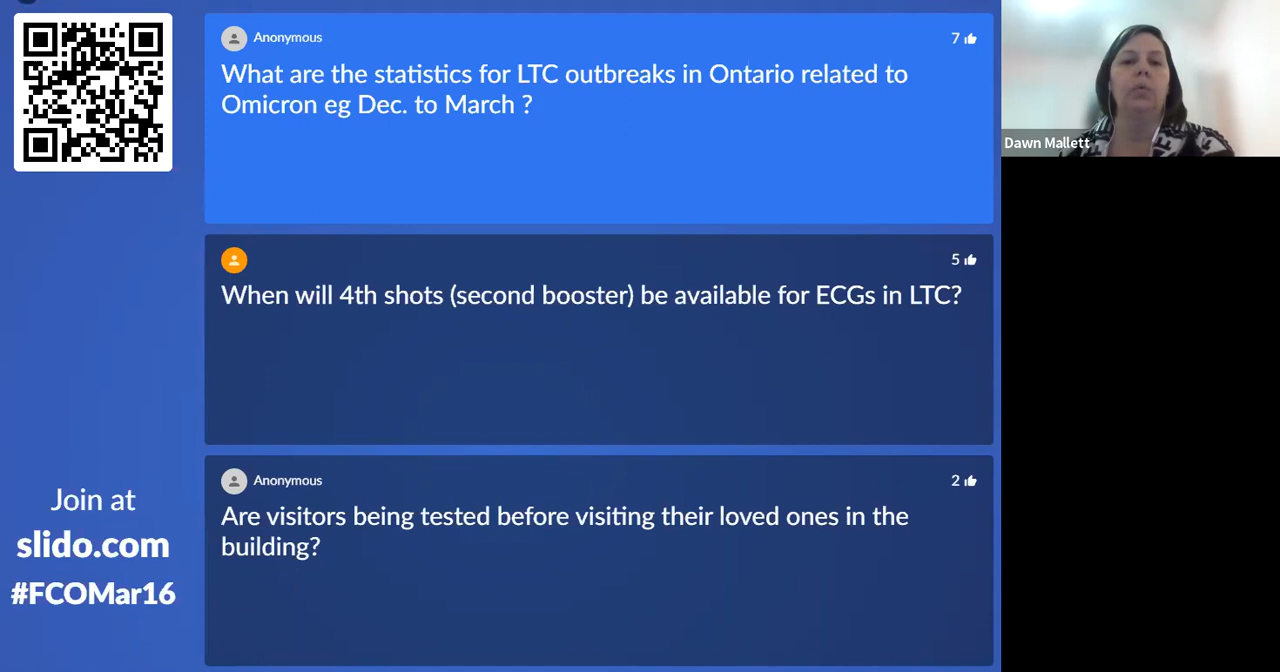 Anonymous
7
What are the statistics for LTC outbreaks in Ontario related to
Omicron eg Dec. to March ?
5
When will 4th shots (second booster) be available for ECGs in LTC?
Anonymous
2
Are visitors being tested before visiting their loved ones in the
building?
Join at
slido.com
#FCOMar16
Dawn Mallett